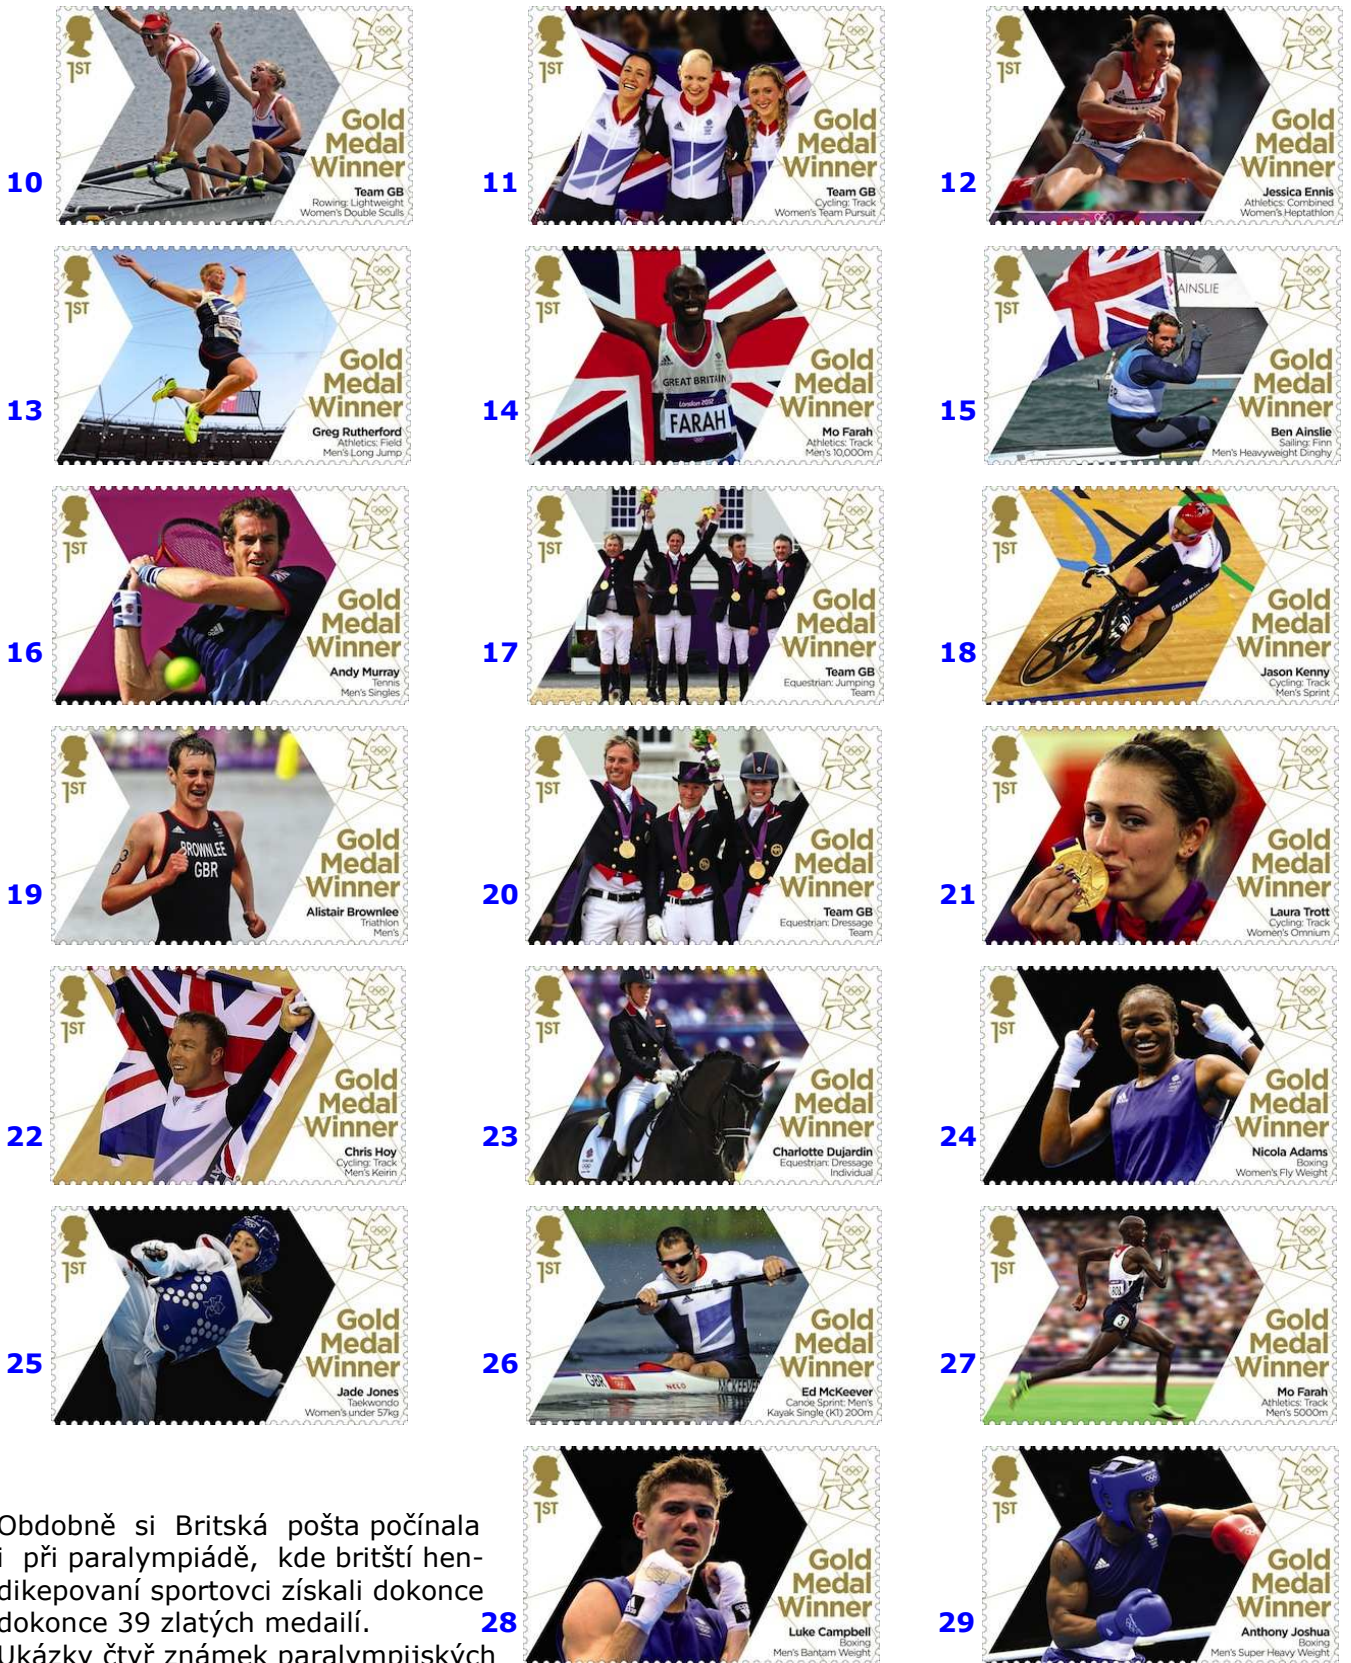 1ST
Gold
Medal
Winner
Team GB
Rowing: Lightweight
Women's Double Sculls
10
1ST
Gold
Medal
Winner
Team GB
Cycling: Track
Women's Team Pursuit
11
1ST
Gold
Medal
Winner
Jessica Ennis
Athletics: Combined
Women's Heptathlon
12
1ST
Gold
Medal
Winner
Greg Rutherford
Athletics: Field
Men's Long Jump
13
1ST
GREAT BRITAIN
London 2012
FARAH
Gold
Medal
Winner
Mo Farah
Athletics: Track
Men's 10,000m
14
1ST
AINSLIE
Gold
Medal
Winner
Ben Ainslie
Sailing: Finn
Men's Heavyweight Dinghy
15
1ST
Gold
Medal
Winner
Andy Murray
Tennis
Men's Singles
16
1ST
Gold
Medal
Winner
Team GB
Equestrian: Jumping
Team
17
1ST
GREAT BRITAIN
Gold
Medal
Winner
Jason Kenny
Cycling: Track
Men's Sprint
18
1ST
BROWNLEE
GBR
Gold
Medal
Winner
Alistair Brownlee
Triathlon
Men's
19
1ST
Gold
Medal
Winner
Team GB
Equestrian: Dressage
Team
20
1ST
Gold
Medal
Winner
Laura Trott
Cycling: Track
Women's Omnium
21
1ST
Gold
Medal
Winner
Chris Hoy
Cycling: Track
Men's Keirin
22
1ST
Gold
Medal
Winner
Charlotte Dujardin
Equestrian: Dressage
Individual
23
1ST
Gold
Medal
Winner
Nicola Adams
Boxing
Women's Fly Weight
24
1ST
Gold
Medal
Winner
Jade Jones
Taekwondo
Women's under 57kg
25
1ST
GBR
NELO
MCKEEVER
Gold
Medal
Winner
Ed McKeever
Canoe Sprint: Men's
Kayak Single (K1) 200m
26
1ST
3
Gold
Medal
Winner
Mo Farah
Athletics: Track
Men's 5000m
27
Obdobně si Britská pošta počínala
i při paralympiádě, kde britští hen-
dikepovaní sportovci získali dokonce
dokonce 39 zlatých medailí.
Ukázky čtyř známek paralympijských
1ST
Gold
Medal
Winner
Luke Campbell
Boxing
Men's Bantam Weight
28
1ST
Gold
Medal
Winner
Anthony Joshua
Boxing
Men's Super Heavy Weight
29